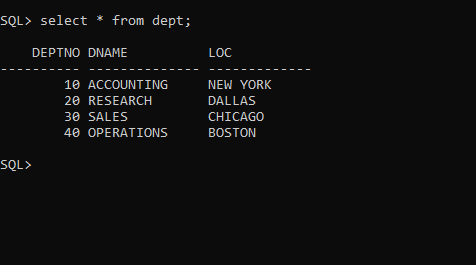 SQL> select * from dept;
DEPTNO DNAME LOC
---------- -------------- -------------
10 ACCOUNTING NEW YORK
20 RESEARCH DALLAS
30 SALES CHICAGO
40 OPERATIONS BOSTON
SQL>